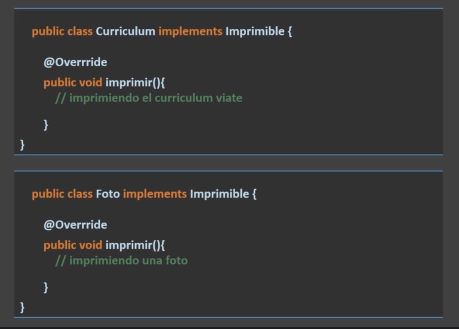 public class Curriculum implements Imprimible {
@Overrride
public void imprimir(){
// imprimiendo el curriculum viate
}
}
public class Foto implements Imprimible {
@Overrride
public void imprimir(){
// imprimiendo una foto
}
}